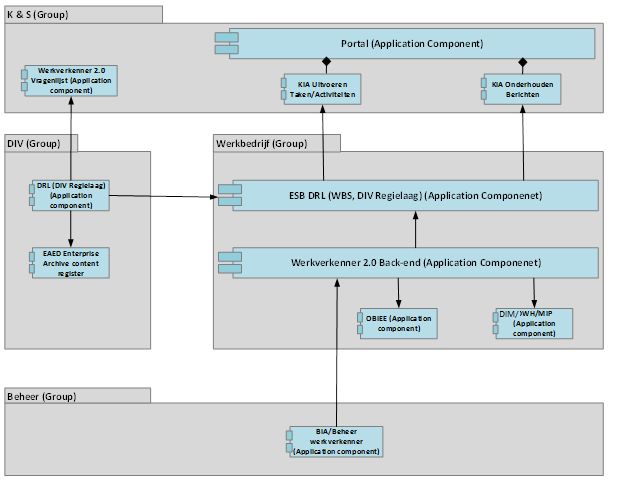 K & S (Group)
Portal (Application Component)
Werkverkenner 2.0
Vragenlijst (Application
component)
KIA Uitvoeren
Taken/Activiteiten
KIA Onderhouden
Berichten
DIV (Group)
Werkbedrijf (Group)
DRL (DIV Regielaag)
(Application
component)
ESB DRL (WBS, DIV Regielaag) (Application Componenet)
EAED Enterprise
Archive content
register
Werkverkenner 2.0 Back-end (Application Componenet)
OBIEE (Application
component)
DIM/DWH/MIP
(Application
component)
Beheer (Group)
BIA/Beheer
werkverkenner
(Application component)